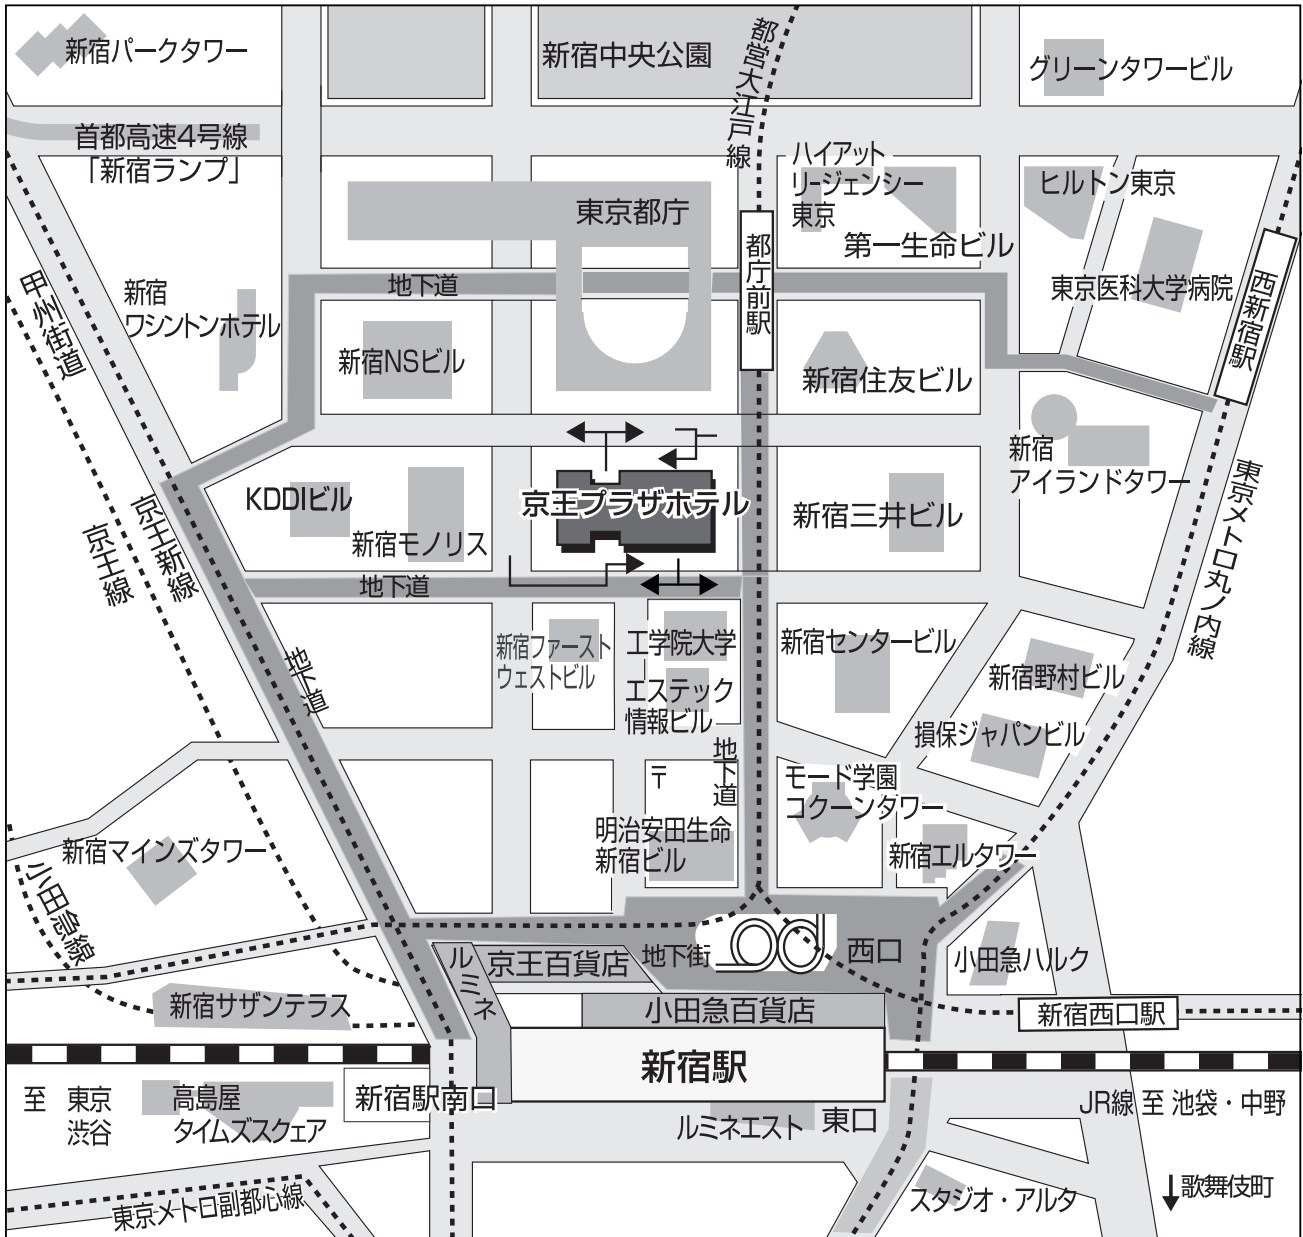 新宿パークタワー
新宿中央公園
都営大江戸線
グリーンタワービル
首都高速4号線
「新宿ランプ」
ハイアット
リージェンシー
東京
ヒルトン東京
東京都庁
第一生命ビル
都庁前駅
地下道
新宿
ワシントンホテル
東京医科大学病院
西新宿駅
甲州街道
新宿NSビル
新宿住友ビル
新宿
アイランドタワー
東京メトロ丸ノ内線
KDDIビル
新宿モノリス
京王プラザホテル
新宿三井ビル
京王新線
京王線
地下道
地下道
新宿ファースト
ウェストビル
工学院大学
エステック
情報ビル
新宿センタービル
新宿野村ビル
損保ジャパンビル
地下道
〒
モード学園
コクーンタワー
明治安田生命
新宿ビル
新宿エルタワー
新宿マインズタワー
小田急線
ルミネ
京王百貨店
地下街
西口
小田急ハルク
新宿サザンテラス
小田急百貨店
新宿西口駅
新宿駅
至 東京
渋谷
高島屋
タイムズスクェア
新宿駅南口
ルミネエスト
東口
JR線 至 池袋・中野
東京メトロ副都心線
スタジオ・アルタ
↓歌舞伎町